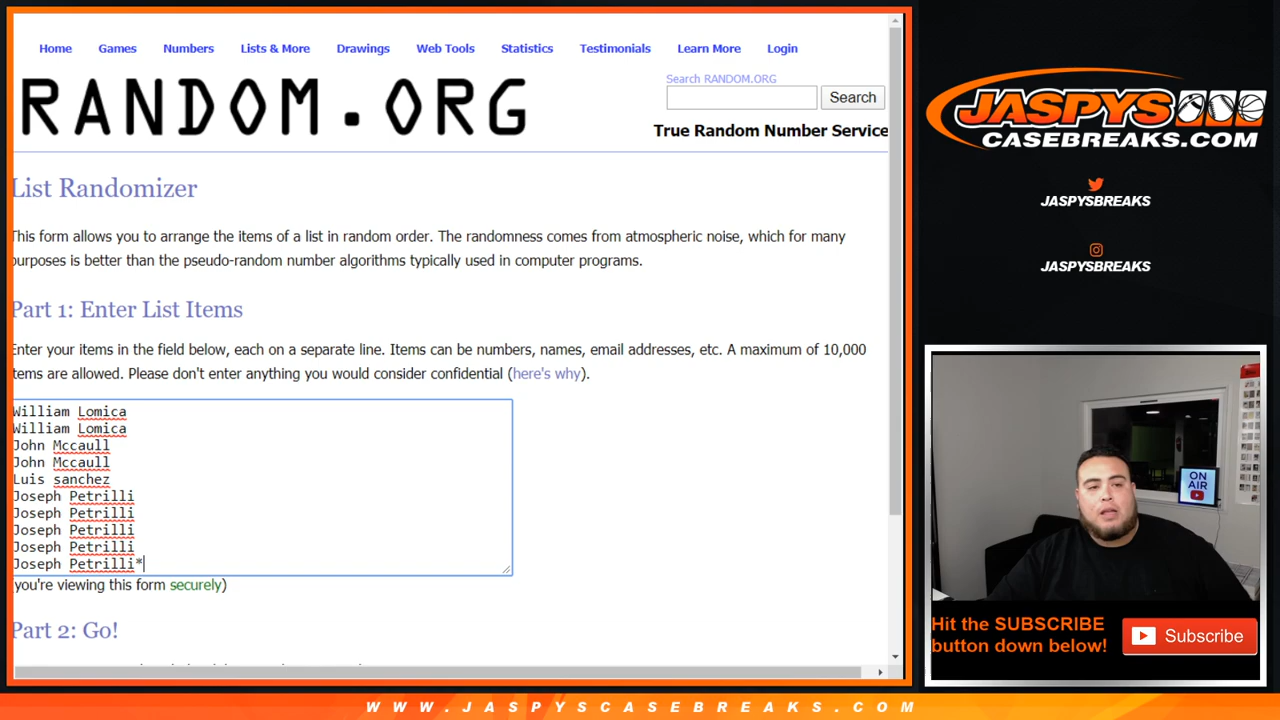 Home Games Numbers Lists & More Drawings Web Tools Statistics Testimonials Learn More Login
RANDOM.ORG
Search RANDOM.ORG
Search
True Random Number Service
List Randomizer
This form allows you to arrange the items of a list in random order. The randomness comes from atmospheric noise, which for many
purposes is better than the pseudo-random number algorithms typically used in computer programs.
Part 1: Enter List Items
Enter your items in the field below, each on a separate line. Items can be numbers, names, email addresses, etc. A maximum of 10,000
items are allowed. Please don't enter anything you would consider confidential (here's why).
William Lomica
William Lomica
John Mccaull
John Mccaull
Luis sanchez
Joseph Petrilli
Joseph Petrilli
Joseph Petrilli
Joseph Petrilli
Joseph Petrilli*
(you're viewing this form securely)
Part 2: Go!
JASPYS
CASEBREAKS.COM
JASPYSBREAKS
JASPYSBREAKS
ON
AIR
Hit the SUBSCRIBE
button down below!
Subscribe
WWW.JASPYSCASEBREAKS.COM